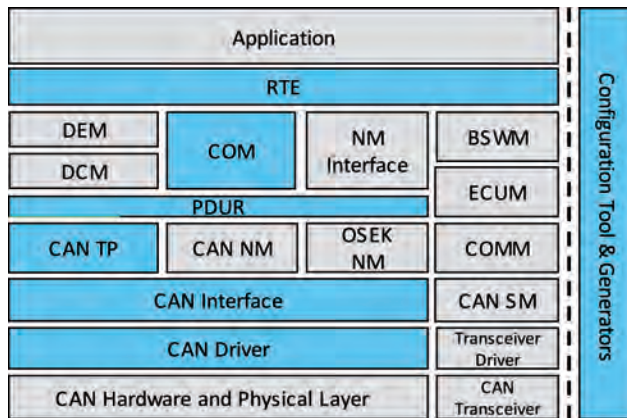 Application
RTE
DEM
DCM
COM
NM
Interface
BSWM
ECUM
PDUR
CAN TP
CAN NM
OSEK
NM
COMM
CAN Interface
CAN SM
CAN Driver
Transceiver
Driver
CAN Hardware and Physical Layer
CAN
Transceiver
Configuration Tool & Generators